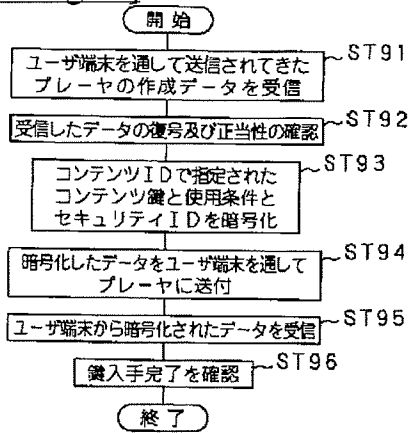 開始
ユーザ端末を通して送信されてきた
プレーヤの作成データを受信
ST91
受信したデータの復号及び正当性の確認
ST92
コンテンツIDで指定された
コンテンツ鍵と使用条件と
セキュリティIDを暗号化
ST93
暗号化したデータをユーザ端末を通して
プレーヤに送付
ST94
ユーザ端末から暗号化されたデータを受信
ST95
鍵入手完了を確認
ST96
終了